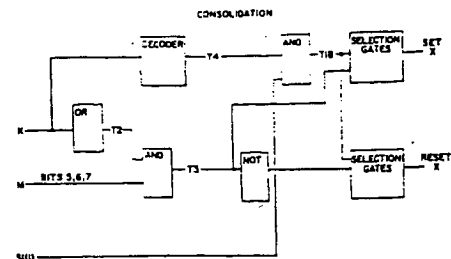 CONSOLIDATION
DECODER
T4
AND
T18
SELECTION
GATES
SET
X
OR
K
T2
AND
T3
NOT
M
BITS 5,6,7
SELECTION
GATES
RESET
X